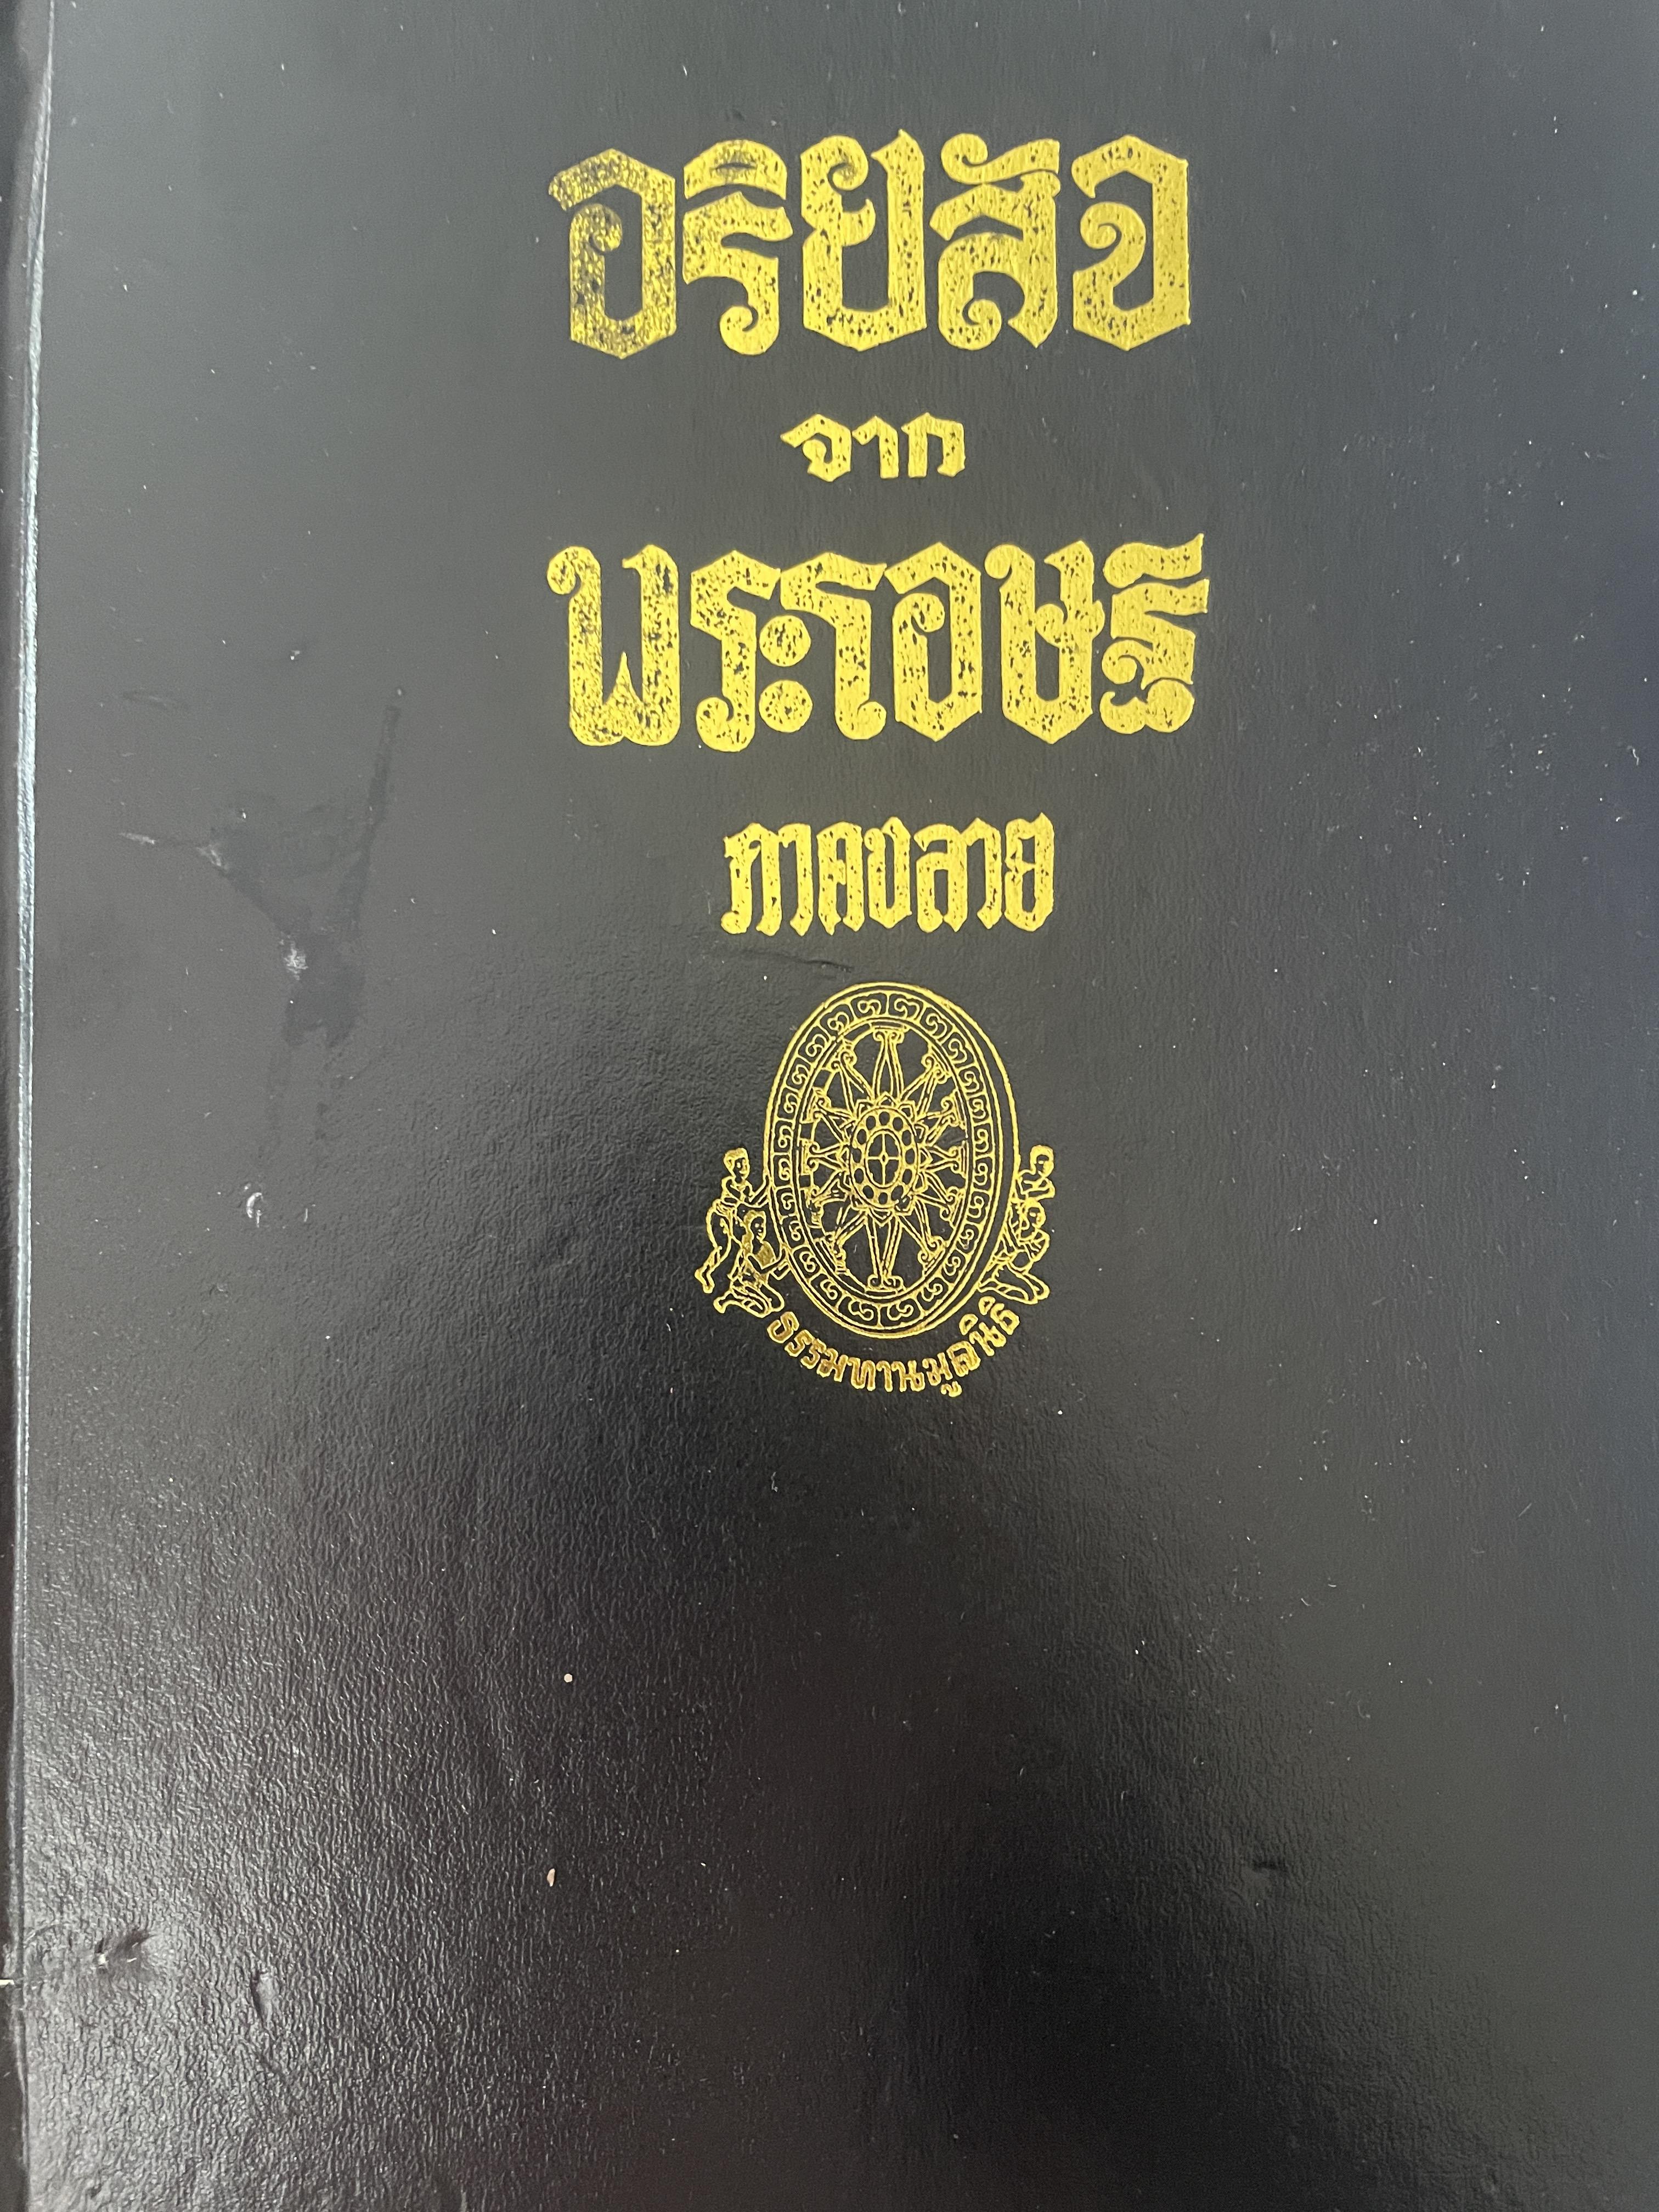 อริยสัจ
จาก
พระโอษฐ์
ภาคปลาย
ธรรมทานมูลนิธิ